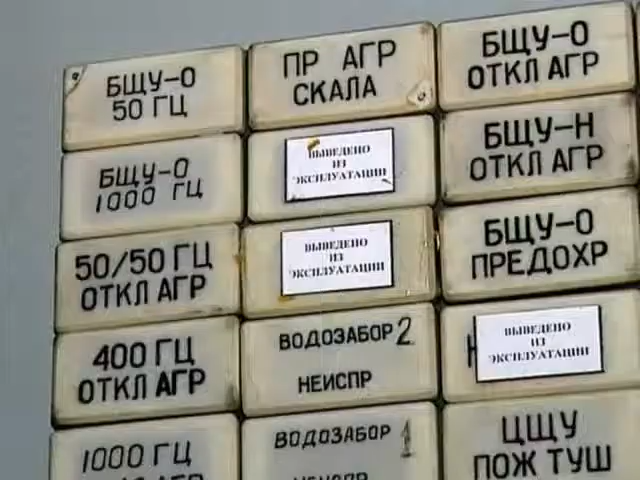 БЩУ-О
50 ГЦ
ПР АГР
СКАЛА
БЩУ-О
ОТКЛ АГР
БЩУ-О
1000 ГЦ
ВЫВЕДЕНО
ИЗ
ЭКСПЛУАТАЦИИ
БЩУ-Н
ОТКЛ АГР
50/50 ГЦ
ОТКЛ АГР
ВЫВЕДЕНО
ИЗ
ЭКСПЛУАТАЦИИ
БЩУ-О
ПРЕДОХР
400 ГЦ
ОТКЛ АГР
ВОДОЗАБОР 2
НЕИСПР
ВЫВЕДЕНО
ИЗ
ЭКСПЛУАТАЦИИ
1000 ГЦ
ВОДОЗАБОР 1
ЦЩУ
ПОЖ ТУШ